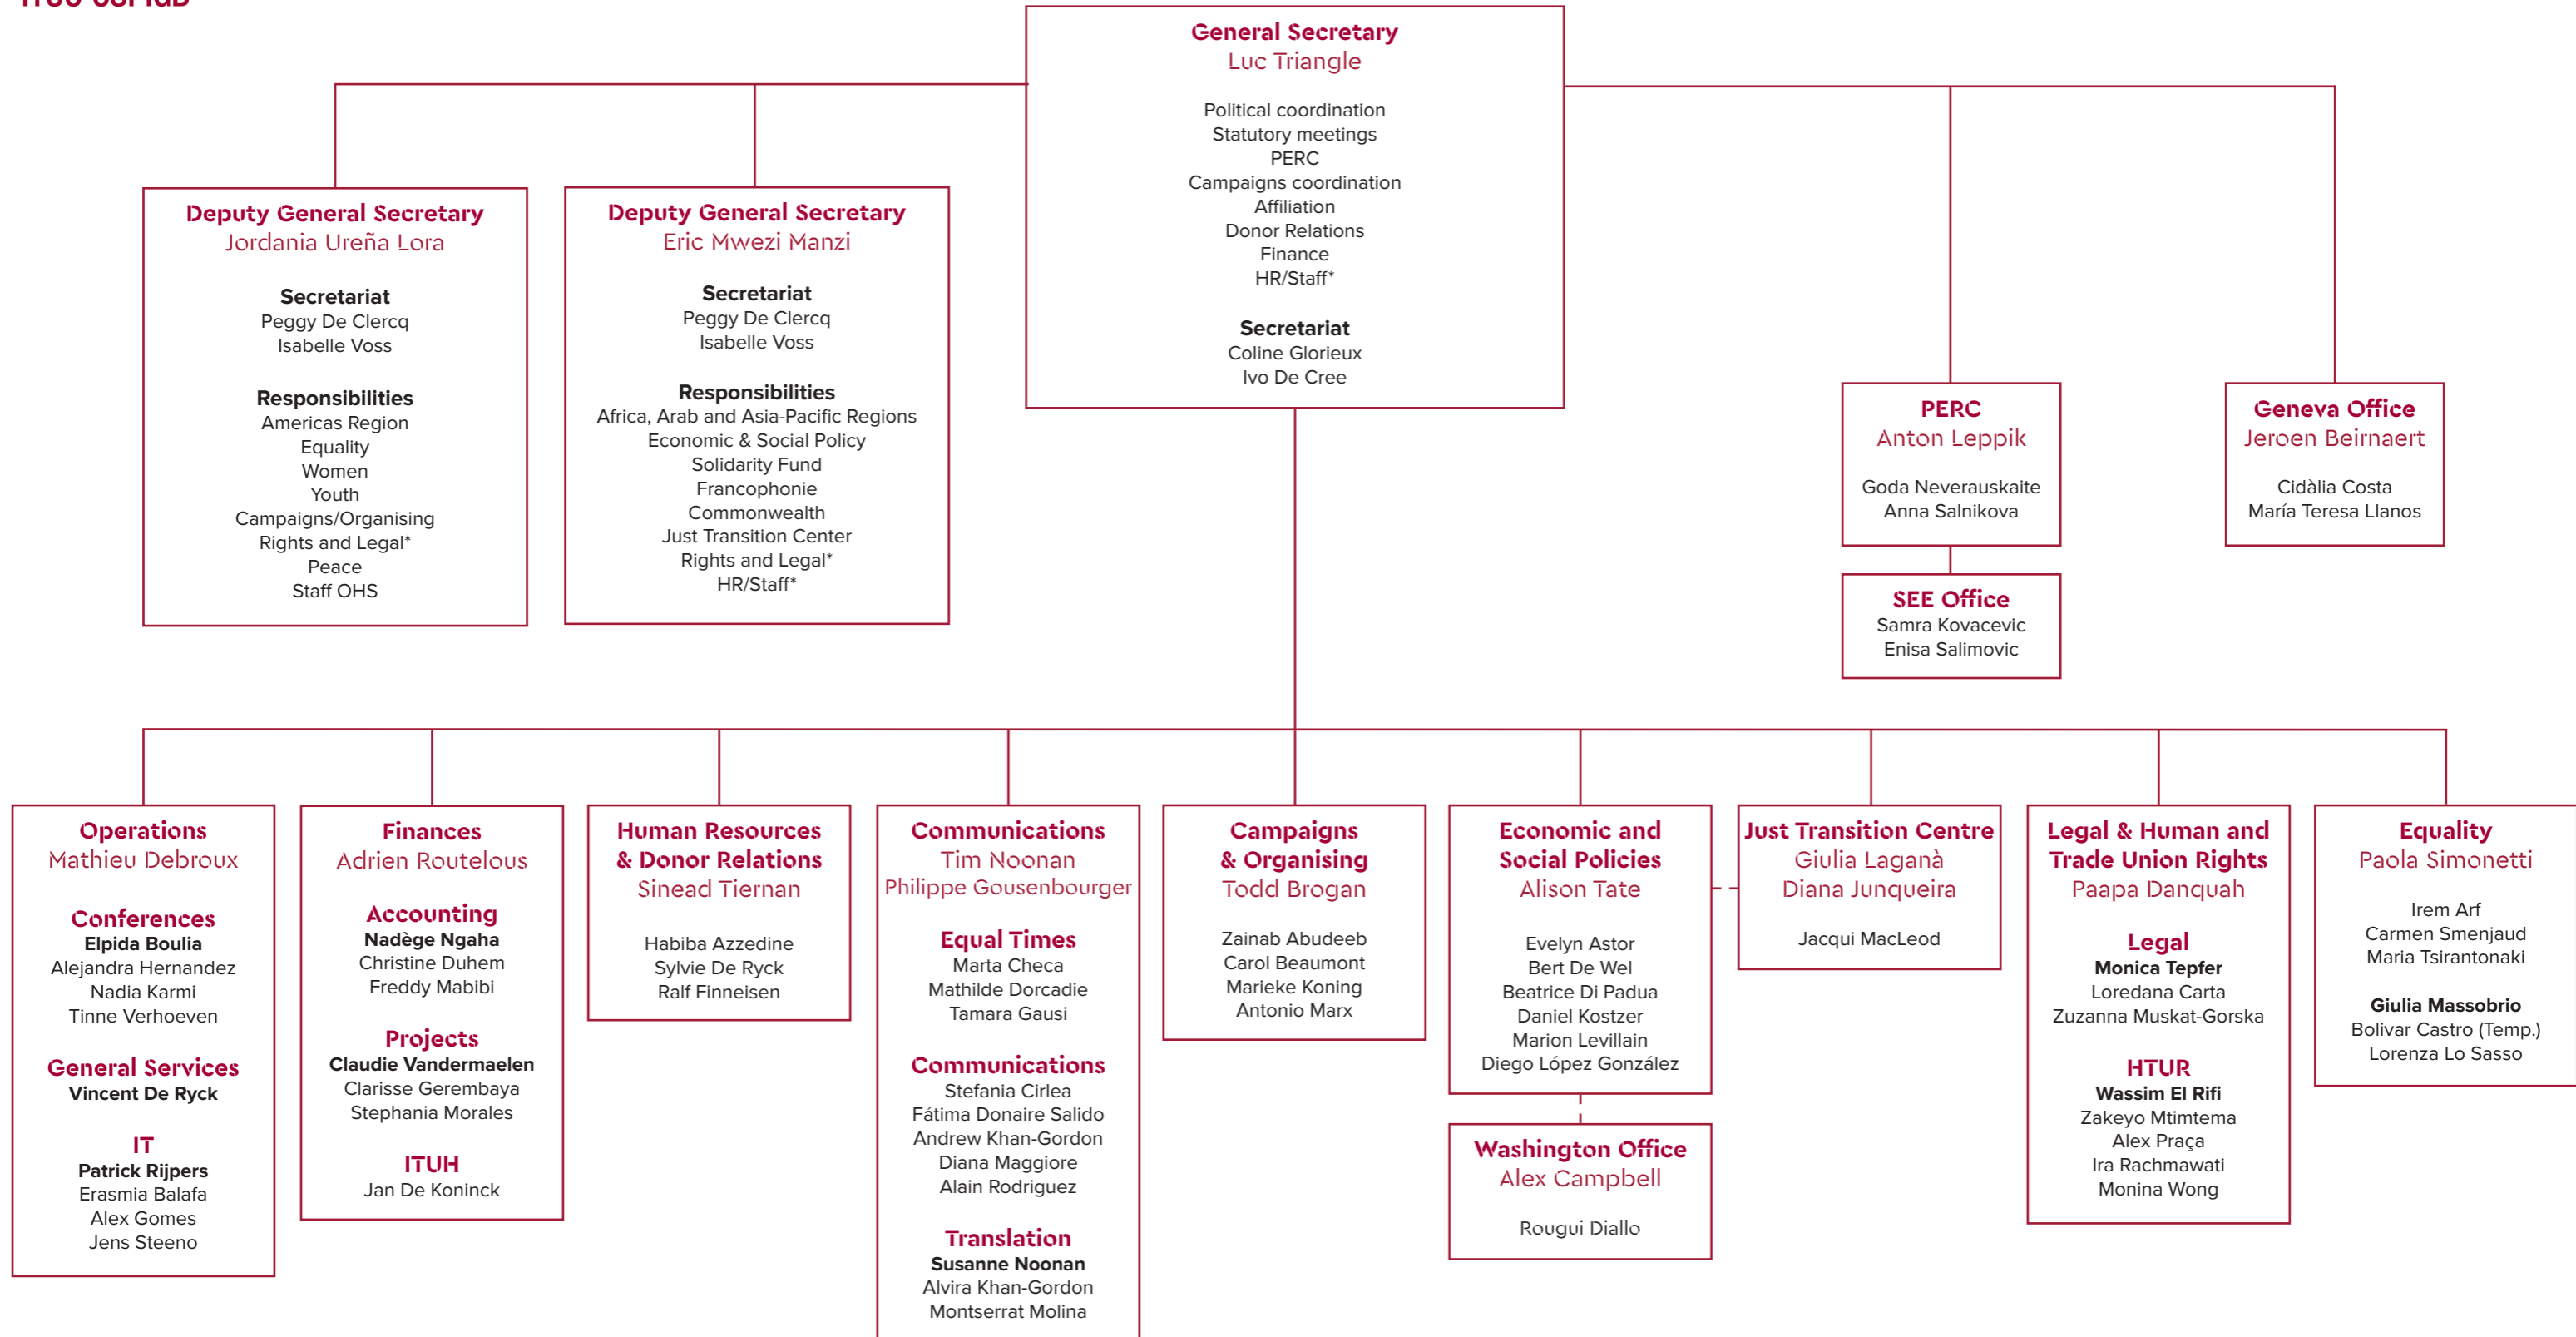 General Secretary
Luc Triangle
Political coordination
Statutory meetings
PERC
Campaigns coordination
Affiliation
Donor Relations
Finance
HR/Staff*
Secretariat
Coline Glorieux
Ivo De Cree
Deputy General Secretary
Jordania Ureña Lora
Secretariat
Peggy De Clercq
Isabelle Voss
Responsibilities
Americas Region
Equality
Women
Youth
Campaigns/Organising
Rights and Legal*
Peace
Staff OHS
Deputy General Secretary
Eric Mwezi Manzi
Secretariat
Peggy De Clercq
Isabelle Voss
Responsibilities
Africa, Arab and Asia-Pacific Regions
Economic & Social Policy
Solidarity Fund
Francophonie
Commonwealth
Just Transition Center
Rights and Legal*
HR/Staff*
PERC
Anton Leppik
Goda Neverauskaite
Anna Salnikova
SEE Office
Samra Kovacevic
Enisa Salimovic
Geneva Office
Jeroen Beirnaert
Cidàlia Costa
María Teresa Llanos
Operations
Mathieu Debroux
Conferences
Elpida Boulia
Alejandra Hernandez
Nadia Karmi
Tinne Verhoeven
General Services
Vincent De Ryck
IT
Patrick Rijpers
Erasmia Balafa
Alex Gomes
Jens Steeno
Finances
Adrien Routelous
Accounting
Nadège Ngaha
Christine Duhem
Freddy Mabibi
Projects
Claudie Vandermaelen
Clarisse Gerembaya
Stephania Morales
ITUH
Jan De Koninck
Human Resources
& Donor Relations
Sinead Tiernan
Habiba Azzedine
Sylvie De Ryck
Ralf Finneisen
Communications
Tim Noonan
Philippe Gousenbourger
Equal Times
Marta Checa
Mathilde Dorcadie
Tamara Gausi
Communications
Stefania Cirlea
Fátima Donaire Salido
Andrew Khan-Gordon
Diana Maggiore
Alain Rodriguez
Translation
Susanne Noonan
Alvira Khan-Gordon
Montserrat Molina
Campaigns
& Organising
Todd Brogan
Zainab Abudeeb
Carol Beaumont
Marieke Koning
Antonio Marx
Economic and
Social Policies
Alison Tate
Evelyn Astor
Bert De Wel
Beatrice Di Padua
Daniel Kostzer
Marion Levillain
Diego López González
Washington Office
Alex Campbell
Rougui Diallo
Just Transition Centre
Giulia Laganà
Diana Junqueira
Jacqui MacLeod
Legal & Human and
Trade Union Rights
Paapa Danquah
Legal
Monica Tepfer
Loredana Carta
Zuzanna Muskat-Gorska
HTUR
Wassim El Rifi
Zakeyo Mtimtema
Alex Praça
Ira Rachmawati
Monina Wong
Equality
Paola Simonetti
Irem Arf
Carmen Smenjaud
Maria Tsirantonaki
Giulia Massobrio
Bolivar Castro (Temp.)
Lorenza Lo Sasso